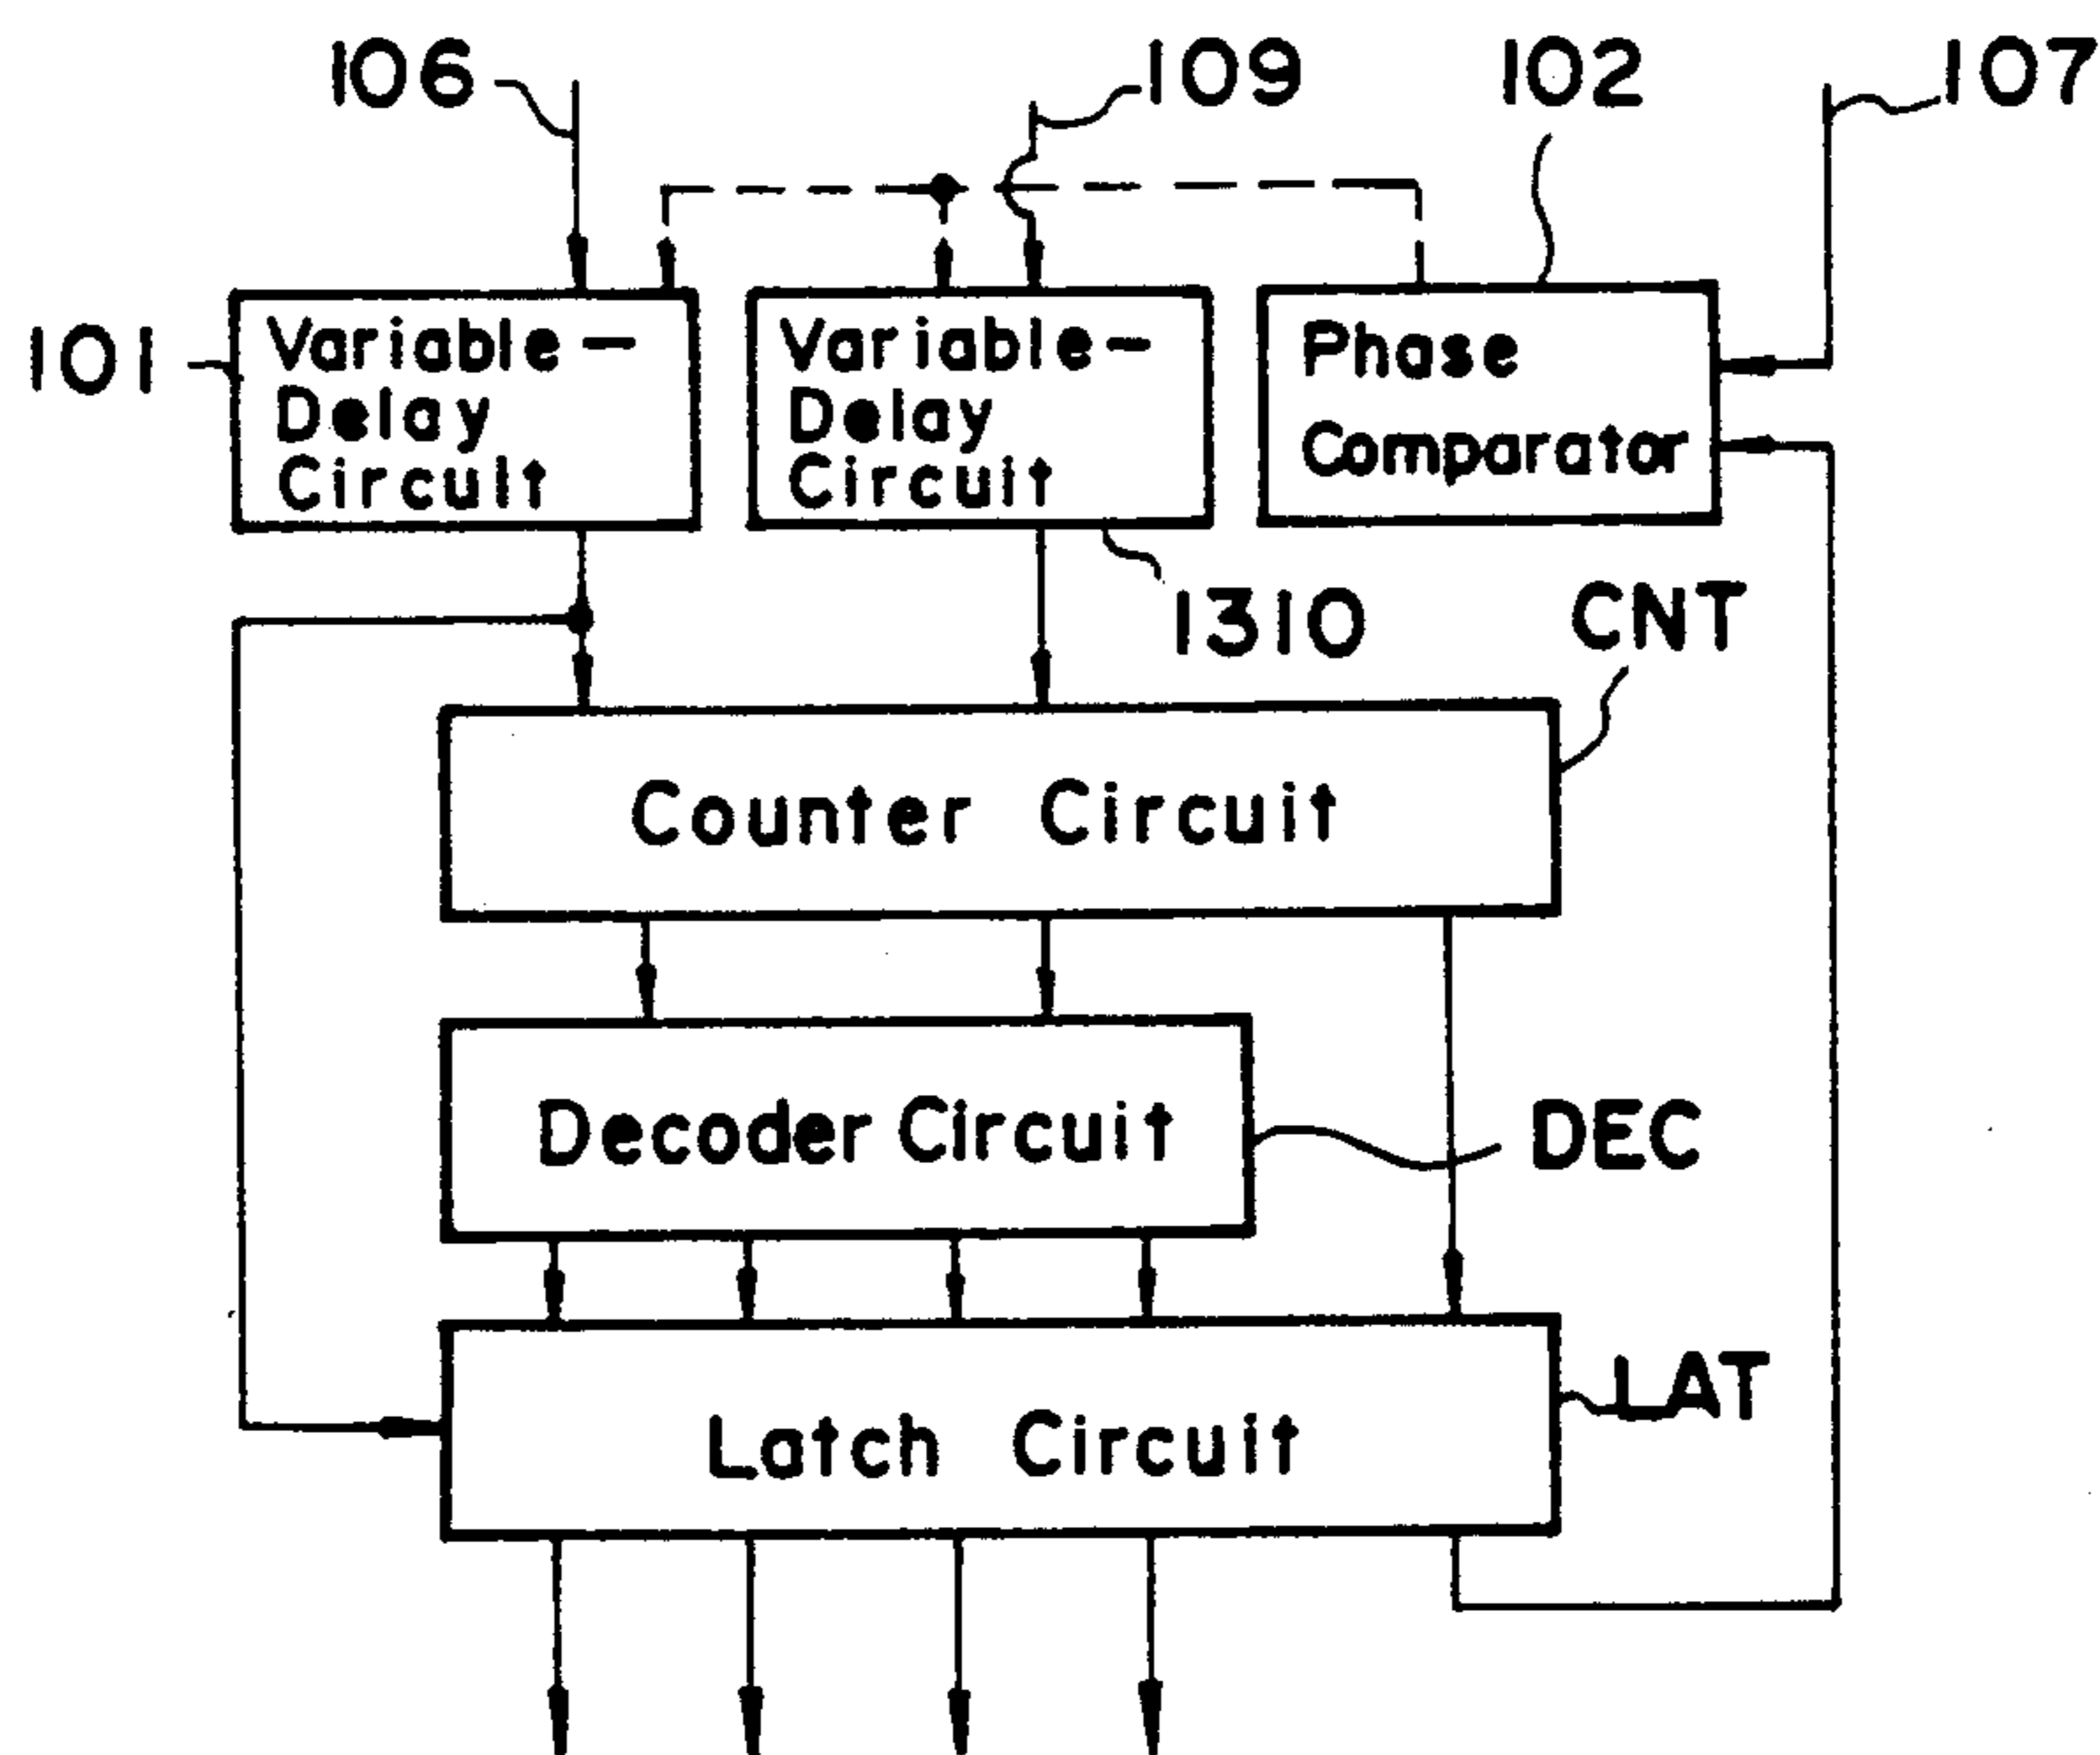 106
109
102
107
101
Variable-
Delay
Circuit
Variable-
Delay
Circuit
Phase
Comparator
1310
CNT
Counter Circuit
Decoder Circuit
DEC
LAT
Latch Circuit